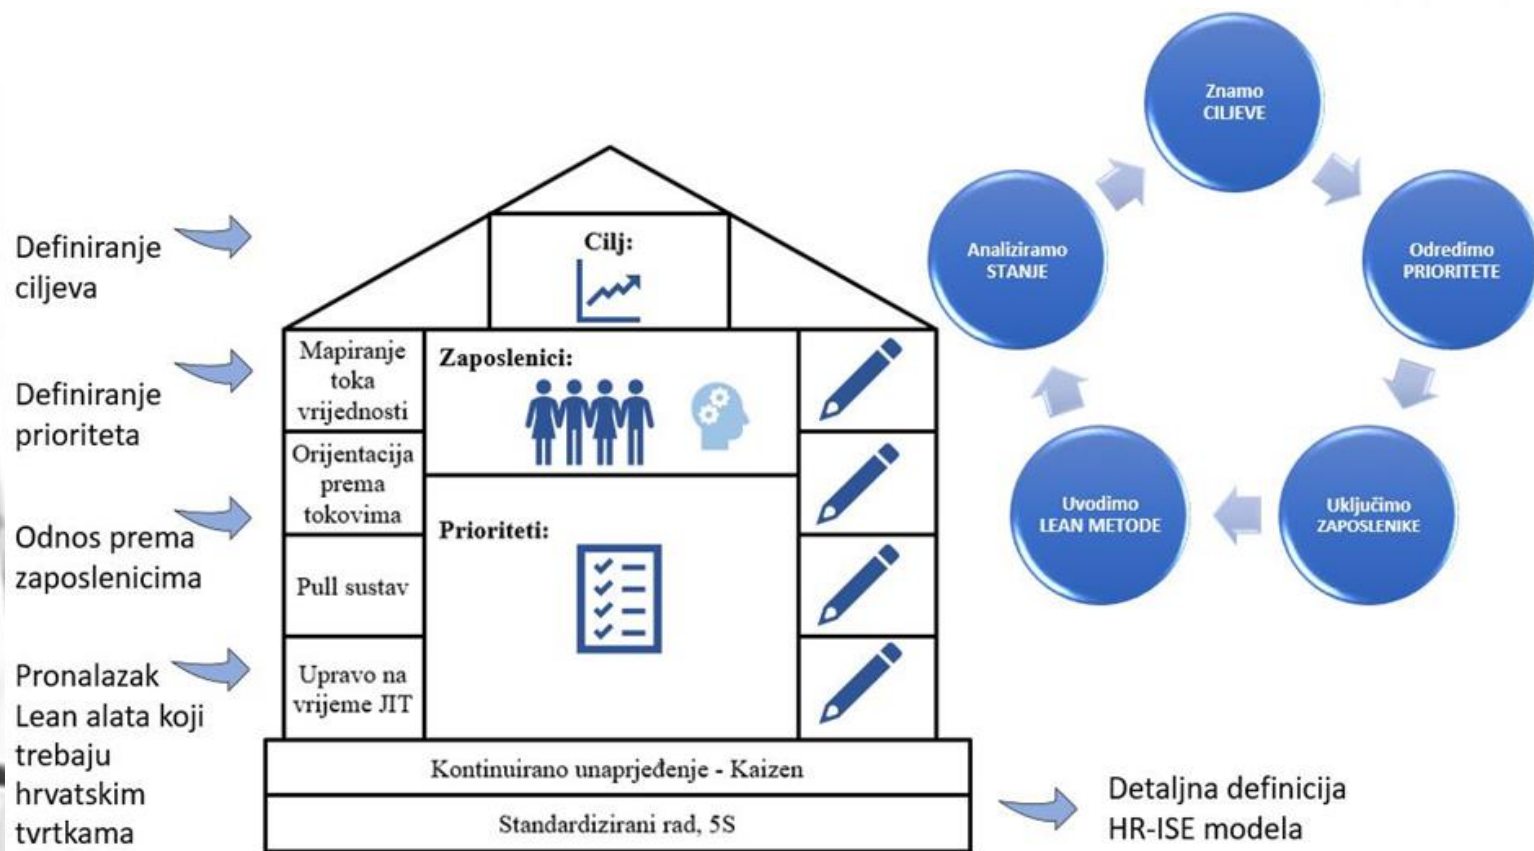 Definiranje
ciljeva
Definiranje
prioriteta
Odnos prema
zaposlenicima
Pronalazak
Lean alata koji
trebaju
hrvatskim
tvrtkama
Cilj:
Mapiranje
toka
vrijednosti
Orijentacija
prema
tokovima
Pull sustav
Upravo na
vrijeme JIT
Zaposlenici:
Prioriteti:
Kontinuirano unaprjeđenje - Kaizen
Standardizirani rad, 5S
Znamo
CILJEVE
Odredimo
PRIORITETE
Uključimo
ZAPOSLENIKE
Uvodimo
LEAN METODE
Analiziramo
STANJE
Detaljna definicija
HR-ISE modela